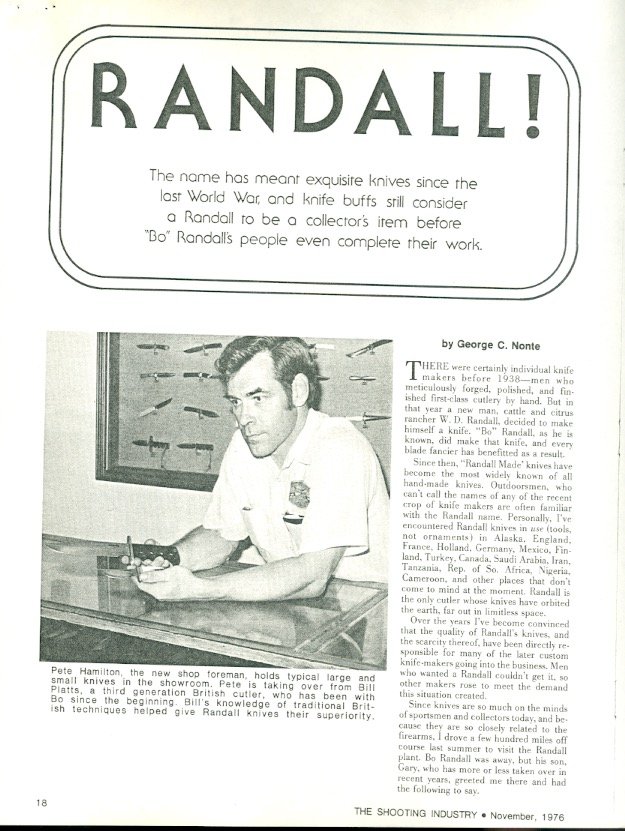 RANDALL!
The name has meant exquisite knives since the
last World War, and knife buffs still consider
a Randall to be a collector's item before
"Bo" Randall's people even complete their work.
Pete Hamilton, the new shop foreman, holds typical large and
small knives in the showroom. Pete is taking over from Bill
Platts, a third generation British cutler, who has been with
Bo since the beginning. Bill's knowledge of traditional Brit-
ish techniques helped give Randall knives their superiority.
by George C. Nonte
THERE were certainly individual knife
makers before 1938—men who
meticulously forged, polished, and fin-
ished first-class cutlery by hand. But in
that year a new man, cattle and citrus
rancher W. D. Randall, decided to make
himself a knife. "Bo" Randall, as he is
known, did make that knife, and every
blade fancier has benefitted as a result.
Since then, "Randall Made' knives have
become the most widely known of all
hand-made knives. Outdoorsmen, who
can't call the names of any of the recent
crop of knife makers are often familiar
with the Randall name. Personally, I've
encountered Randall knives in use (tools,
not ornaments) in Alaska, England,
France, Holland, Germany, Mexico, Fin-
land, Turkey, Canada, Saudi Arabia, Iran,
Tanzania, Rep. of So. Africa, Nigeria,
Cameroon, and other places that don't
come to mind at the moment. Randall is
the only cutler whose knives have orbited
the earth, far out in limitless space.
Over the years I've become convinced
that the quality of Randall's knives, and
the scarcity thereof, have been directly re-
sponsible for many of the later custom
knife-makers going into the business. Men
who wanted a Randall couldn't get it, so
other makers rose to meet the demand
this situation created.
Since knives are so much on the minds
of sportsmen and collectors today, and be-
cause they are so closely related to the
firearms, I drove a few hundred miles off
course last summer to visit the Randall
plant. Bo Randall was away, but his son,
Gary, who has more or less taken over in
recent years, greeted me there and had
the following to say.
18
THE SHOOTING INDUSTRY • November, 1976